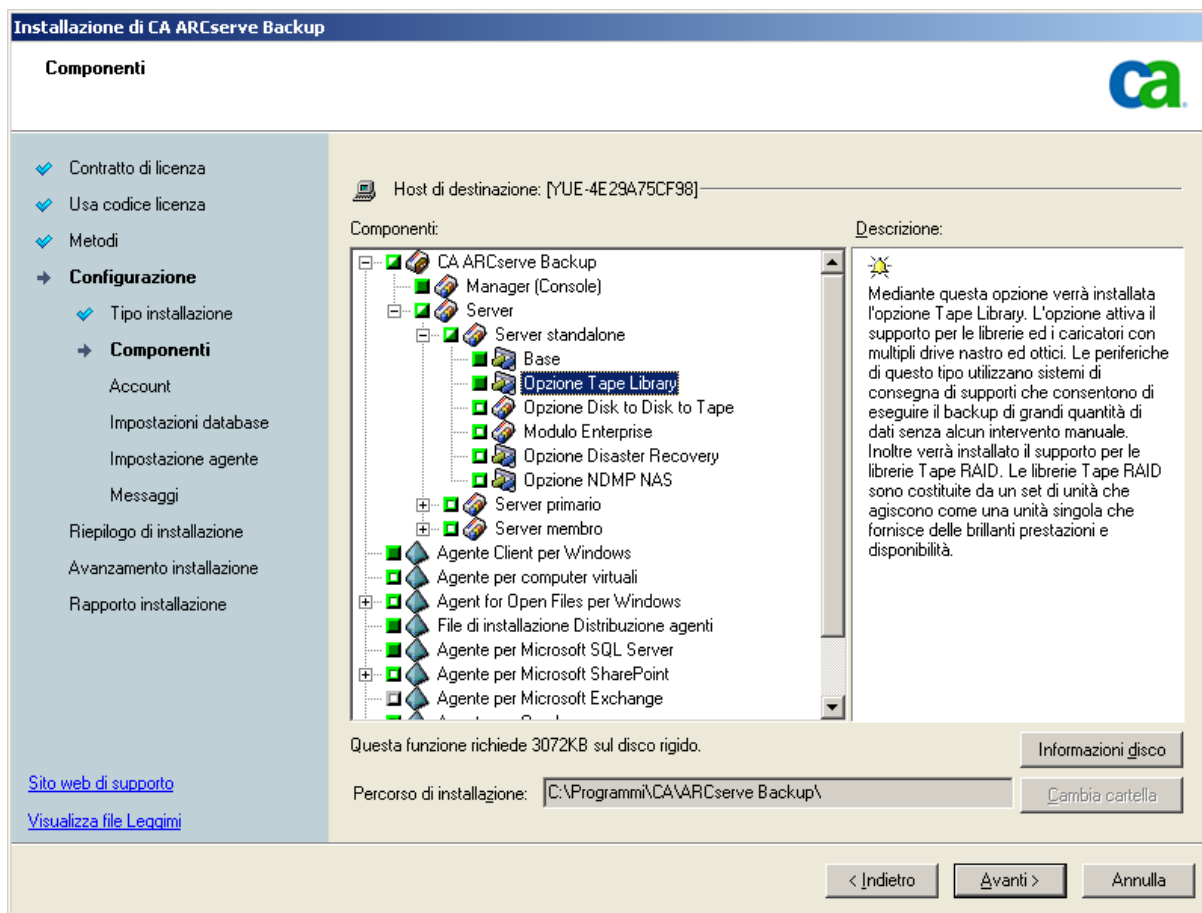 Installazione di CA ARCserve Backup
Componenti
ca
Contratto di licenza
Usa codice licenza
Metodi
Configurazione
Tipo installazione
Componenti
Account
Impostazioni database
Impostazione agente
Messaggi
Riepilogo di installazione
Avanzamento installazione
Rapporto installazione
Sito web di supporto
Visualizza file Leggimi
Host di destinazione: [YUE-4E29A75CF98]
Componenti:
CA ARCserve Backup
Manager (Console)
Server
Server standalone
Base
Opzione Tape Library
Opzione Disk to Disk to Tape
Modulo Enterprise
Opzione Disaster Recovery
Opzione NDMP NAS
Server primario
Server membro
Agente Client per Windows
Agente per computer virtuali
Agent for Open Files per Windows
File di installazione Distribuzione agenti
Agente per Microsoft SQL Server
Agente per Microsoft SharePoint
Agente per Microsoft Exchange
Descrizione:
Mediante questa opzione verrà installata
l'opzione Tape Library. L'opzione attiva il
supporto per le librerie ed i caricatori con
multipli drive nastro ed ottici. Le periferiche
di questo tipo utilizzano sistemi di
consegna di supporti che consentono di
eseguire il backup di grandi quantità di
dati senza alcun intervento manuale.
Inoltre verrà installato il supporto per le
librerie Tape RAID. Le librerie Tape RAID
sono costituite da un set di unità che
agiscono come una unità singola che
fornisce delle brillanti prestazioni e
disponibilità.
Questa funzione richiede 3072KB sul disco rigido.
Informazioni disco
Percorso di installazione: C:\Programmi\CA\ARCserve Backup\
Cambia cartella
< Indietro
Avanti >
Annulla